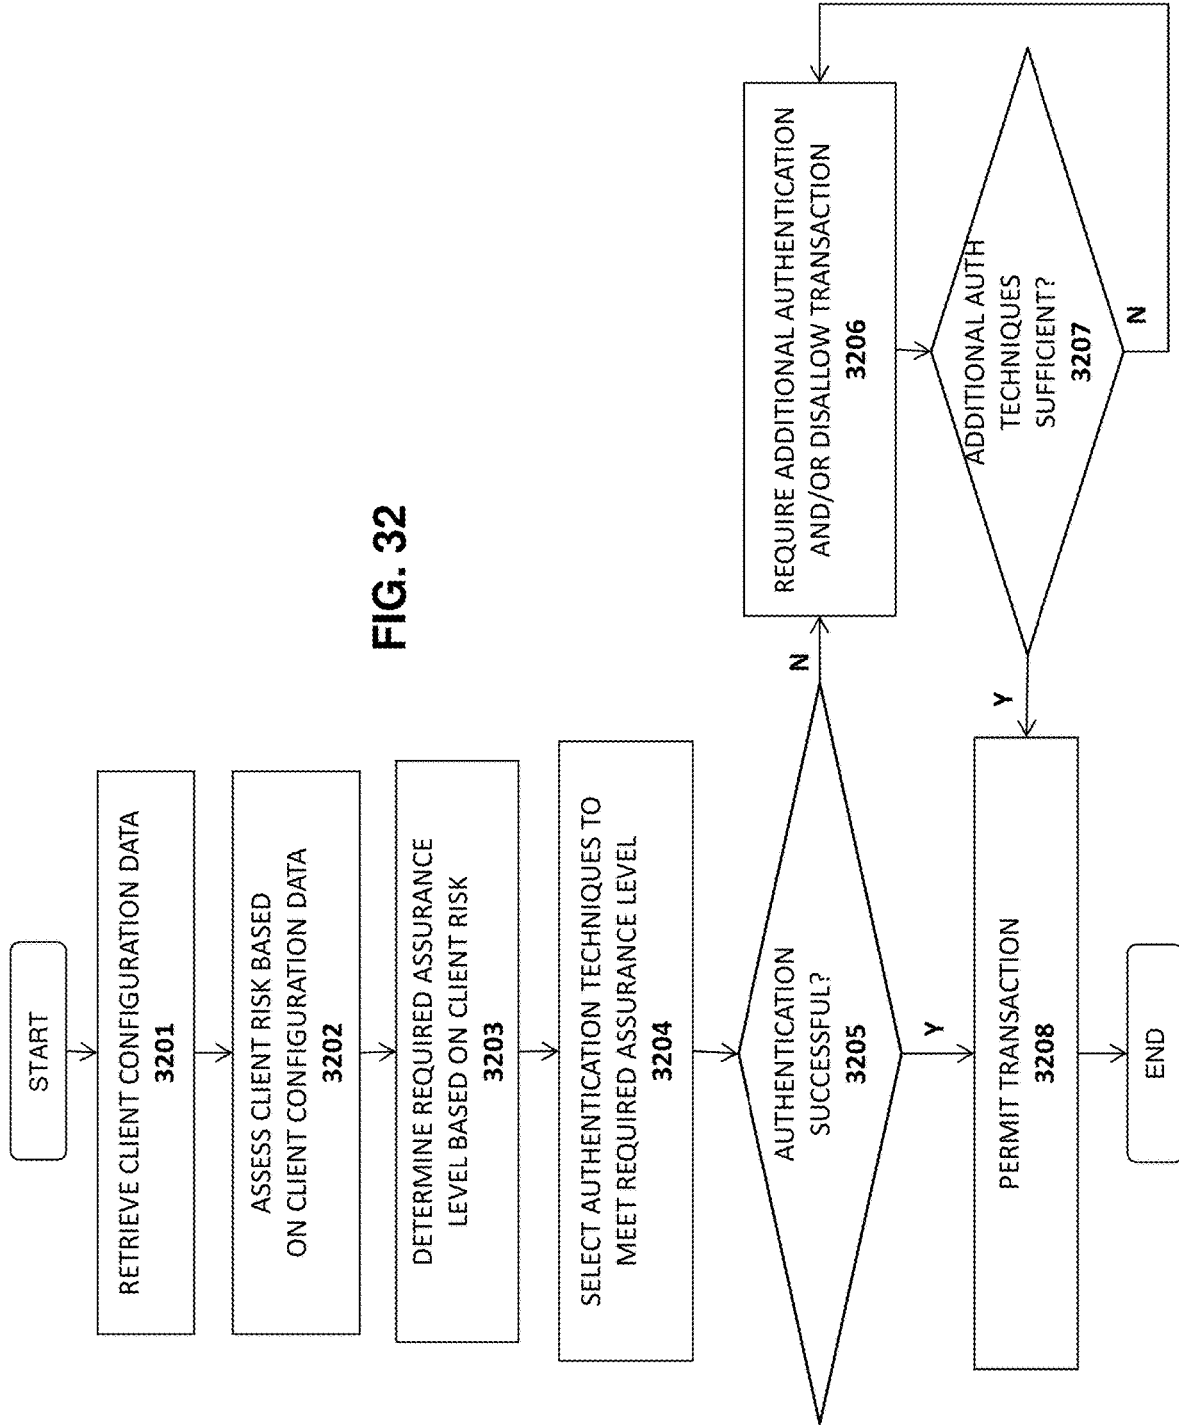 START
RETRIEVE CLIENT CONFIGURATION DATA
3201
ASSESS CLIENT RISK BASED
ON CLIENT CONFIGURATION DATA
3202
DETERMINE REQUIRED ASSURANCE
LEVEL BASED ON CLIENT RISK
3203
SELECT AUTHENTICATION TECHNIQUES TO
MEET REQUIRED ASSURANCE LEVEL
3204
AUTHENTICATION
SUCCESSFUL?
3205
N
Y
REQUIRE ADDITIONAL AUTHENTICATION
AND/OR DISALLOW TRANSACTION
3206
ADDITIONAL AUTH
TECHNIQUES
SUFFICIENT?
3207
N
Y
PERMIT TRANSACTION
3208
END
FIG. 32